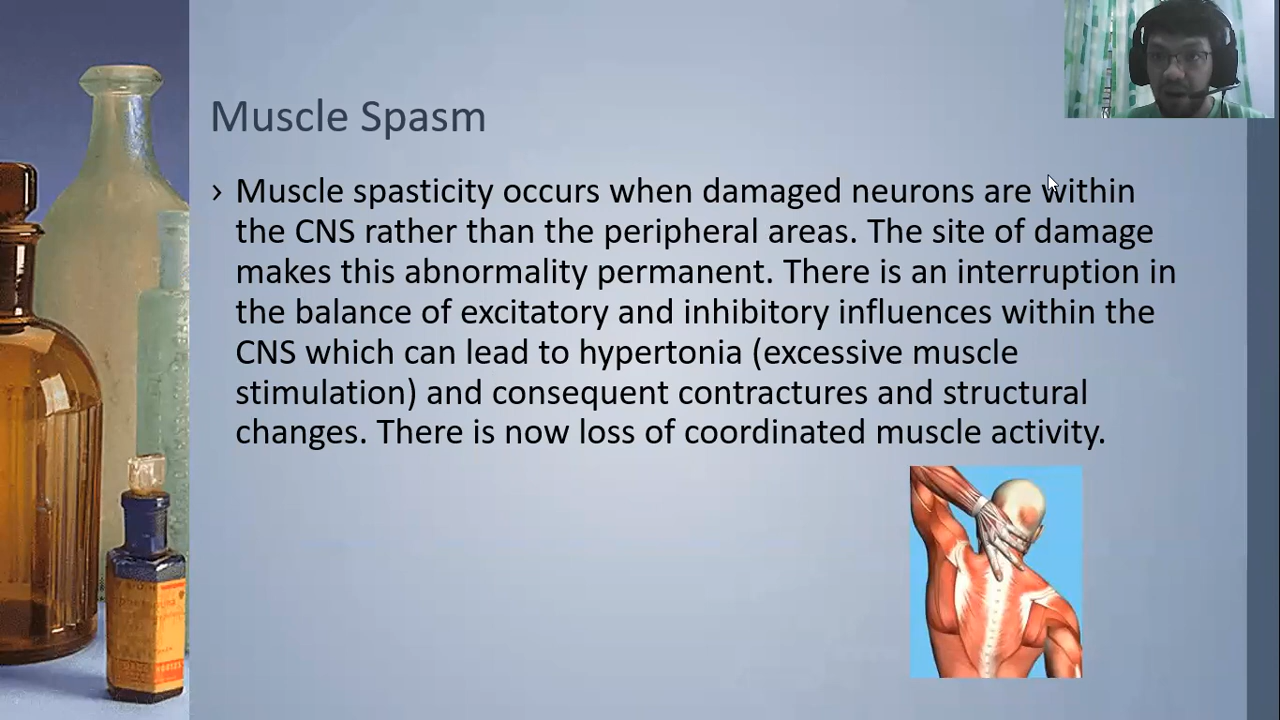 Muscle Spasm
› Muscle spasticity occurs when damaged neurons are within
the CNS rather than the peripheral areas. The site of damage
makes this abnormality permanent. There is an interruption in
the balance of excitatory and inhibitory influences within the
CNS which can lead to hypertonia (excessive muscle
stimulation) and consequent contractures and structural
changes. There is now loss of coordinated muscle activity.